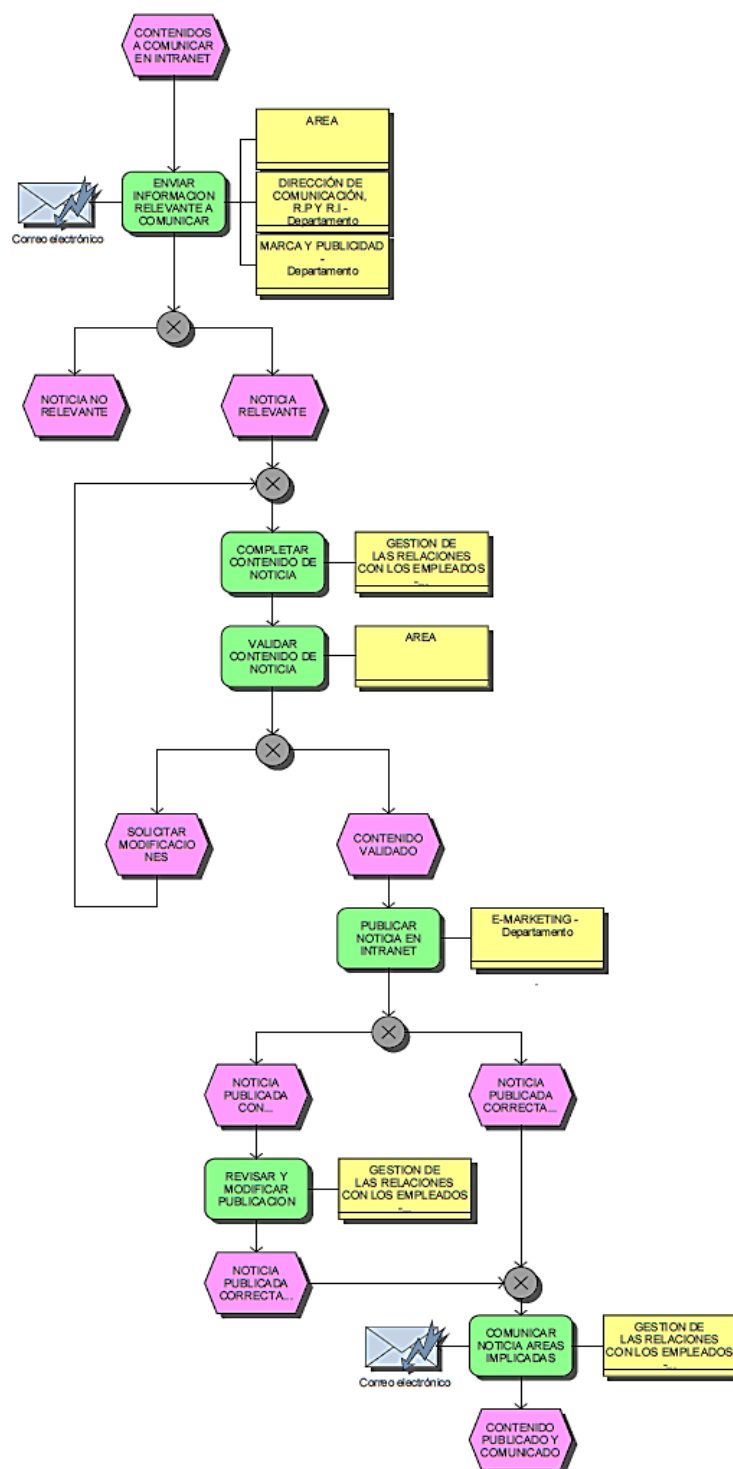 CONTENIDOS
A COMUNICAR
EN INTRANET
AREA
ENVIAR
INFORMACION
RELEVANTE A
COMUNICAR
Correo electrónico
DIRECCIÓN DE
COMUNICACIÓN,
R.P Y R.I -
Departamento
MARCA Y PUBLICIDAD
-
Departamento
NOTICIA NO
RELEVANTE
NOTICIA
RELEVANTE
COMPLETAR
CONTENIDO DE
NOTICIA
GESTION DE
LAS RELACIONES
CON LOS EMPLEADOS
-...
VALIDAR
CONTENIDO DE
NOTICIA
AREA
SOLICITAR
MODIFICACIO
NES
CONTENIDO
VALIDADO
PUBLICAR
NOTICIA EN
INTRANET
E-MARKETING -
Departamento
NOTICIA
PUBLICADA
CON...
NOTICIA
PUBLICADA
CORRECTA...
REVISAR Y
MODIFICAR
PUBLICACION
GESTION DE
LAS RELACIONES
CON LOS EMPLEADOS
-...
NOTICIA
PUBLICADA
CORRECTA...
Correo electrónico
COMUNICAR
NOTICIA AREAS
IMPLICADAS
GESTION DE
LAS RELACIONES
CON LOS EMPLEADOS
-...
CONTENIDO
PUBLICADO Y
COMUNICADO